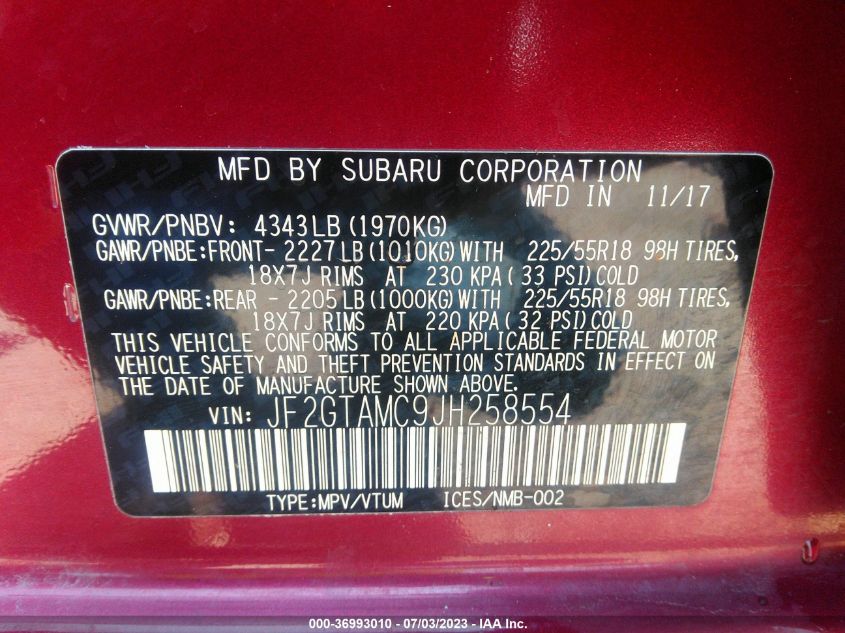 MFD BY SUBARU CORPORATION
MFD IN 11/17
GVWR/PNBV: 4343LB (1970KG)
GAWR/PNBE:FRONT- 2227LB(1010KG)WITH 225/55R18 98H TIRES,
18X7J RIMS AT 230 KPA( 33 PSI)COLD
GAWR/PNBE:REAR - 2205LB(1000KG)WITH 225/55R18 98H TIRES,
18X7J RIMS AT 220 KPA( 32 PSI)COLD
THIS VEHICLE CONFORMS TO ALL APPLICABLE FEDERAL MOTOR
VEHICLE SAFETY AND THEFT PREVENTION STANDARDS IN EFFECT ON
THE DATE OF MANUFACTURE SHOWN ABOVE.
VIN: JF2GTAMC9JH258554
TYPE:MPV/VTUM ICES/NMB-002
000-36993010 - 07/03/2023 - IAA Inc.